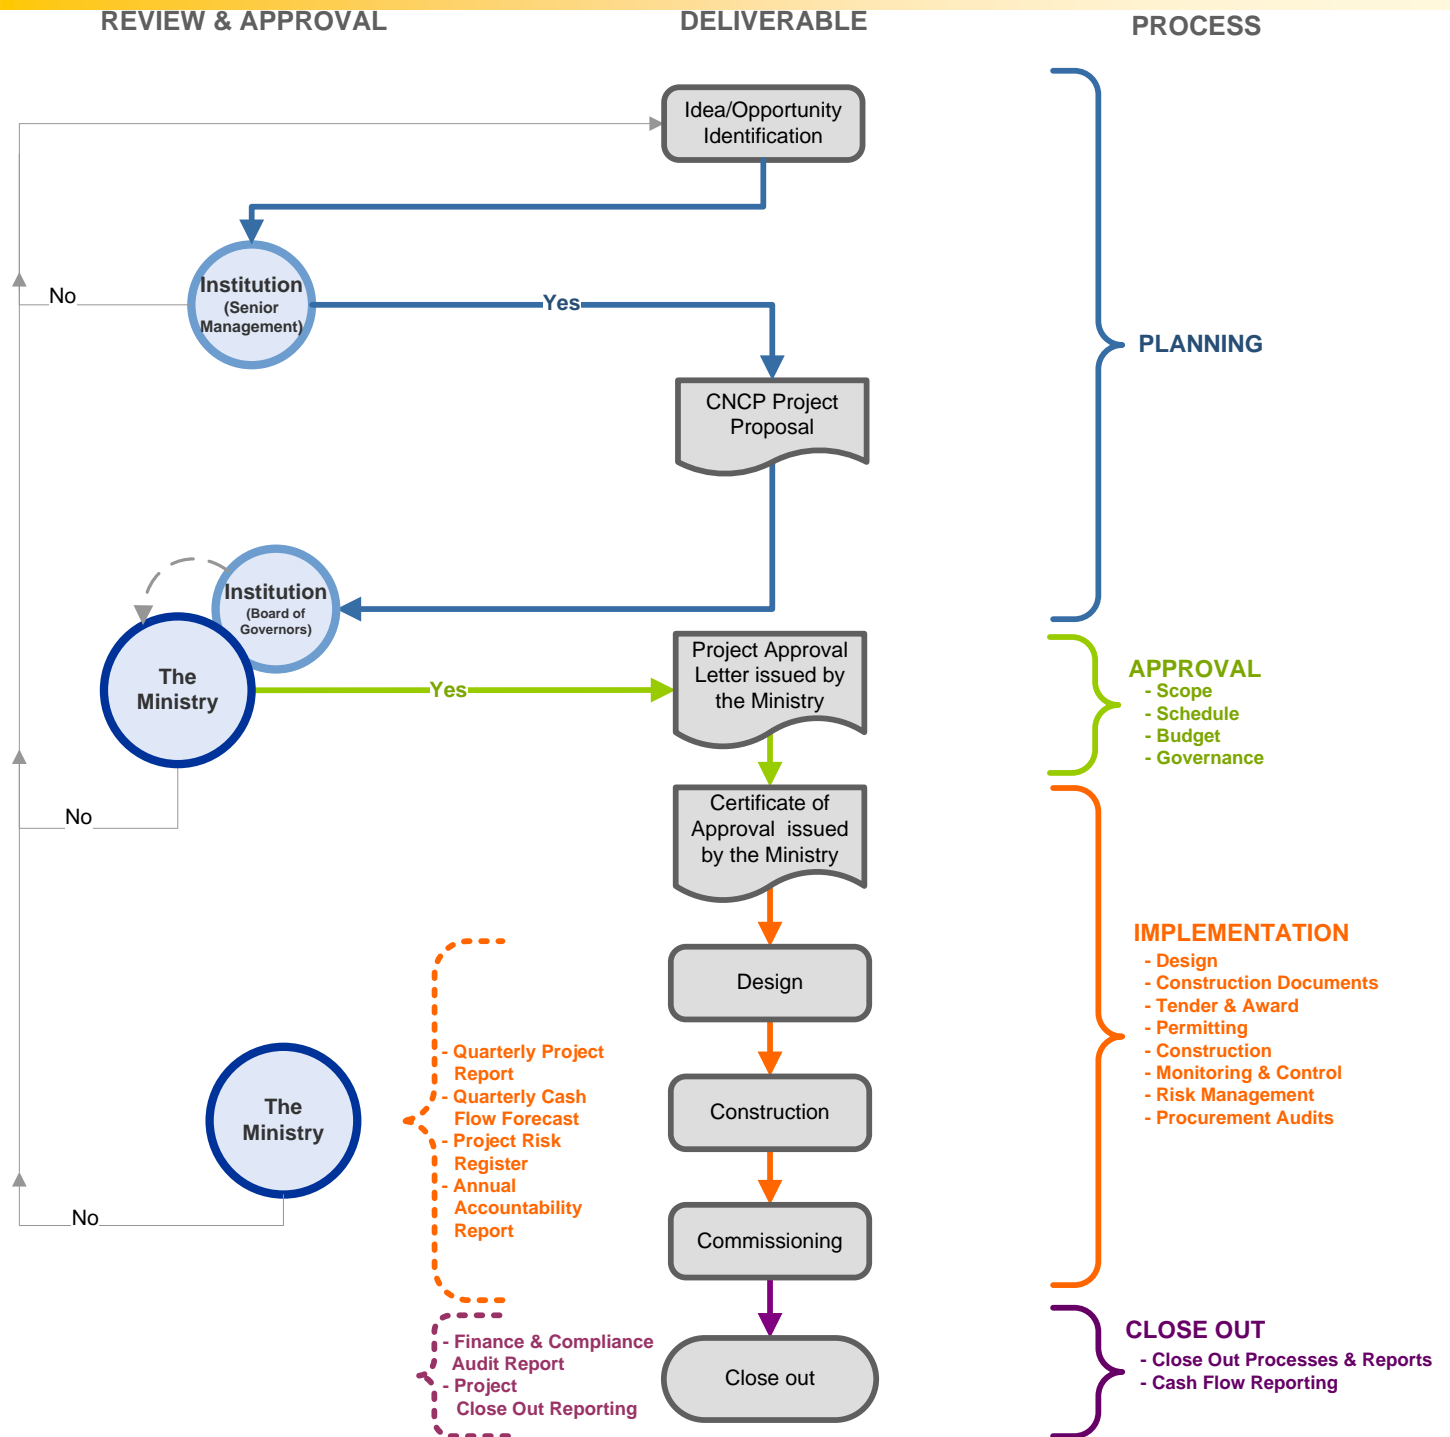 REVIEW & APPROVAL
DELIVERABLE
PROCESS
Idea/Opportunity
Identification
Institution
(Senior
Management)
No
Yes
PLANNING
CNCP Project
Proposal
Institution
(Board of
Governors)
The
Ministry
Yes
No
Project Approval
Letter issued by
the Ministry
APPROVAL
- Scope
- Schedule
- Budget
- Governance
Certificate of
Approval issued
by the Ministry
Design
Construction
Commissioning
IMPLEMENTATION
- Design
- Construction Documents
- Tender & Award
- Permitting
- Construction
- Monitoring & Control
- Risk Management
- Procurement Audits
The
Ministry
No
- Quarterly Project
Report
- Quarterly Cash
Flow Forecast
- Project Risk
Register
- Annual
Accountability
Report
- Finance & Compliance
Audit Report
- Project
Close Out Reporting
Close out
CLOSE OUT
- Close Out Processes & Reports
- Cash Flow Reporting